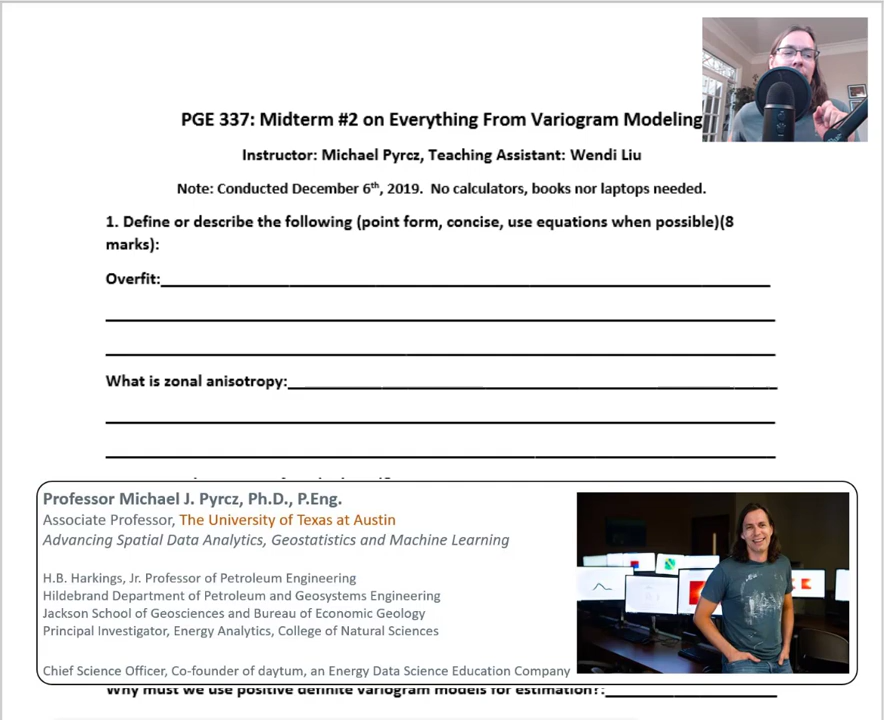 PGE 337: Midterm #2 on Everything From Variogram Modeling
Instructor: Michael Pyrcz, Teaching Assistant: Wendi Liu
Note: Conducted December 6th, 2019. No calculators, books nor laptops needed.
1. Define or describe the following (point form, concise, use equations when possible)(8
marks):
Overfit:
What is zonal anisotropy:
Professor Michael J. Pyrcz, Ph.D., P.Eng.
Associate Professor, The University of Texas at Austin
Advancing Spatial Data Analytics, Geostatistics and Machine Learning
H.B. Harkings, Jr. Professor of Petroleum Engineering
Hildebrand Department of Petroleum and Geosystems Engineering
Jackson School of Geosciences and Bureau of Economic Geology
Principal Investigator, Energy Analytics, College of Natural Sciences
Chief Science Officer, Co-founder of daytum, an Energy Data Science Education Company
Why must we use positive definite variogram models for estimation?: